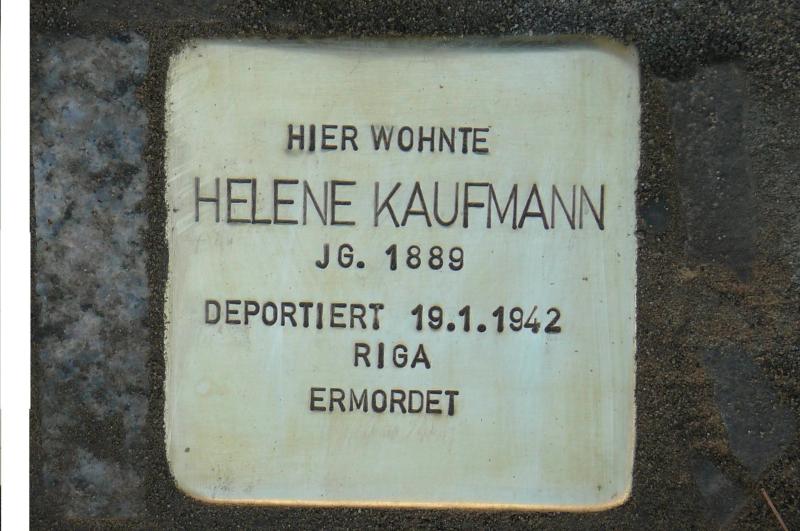 HIER WOHNTE
HELENE KAUFMANN
JG. 1889
DEPORTIERT 19.1.1942
RIGA
ERMORDET